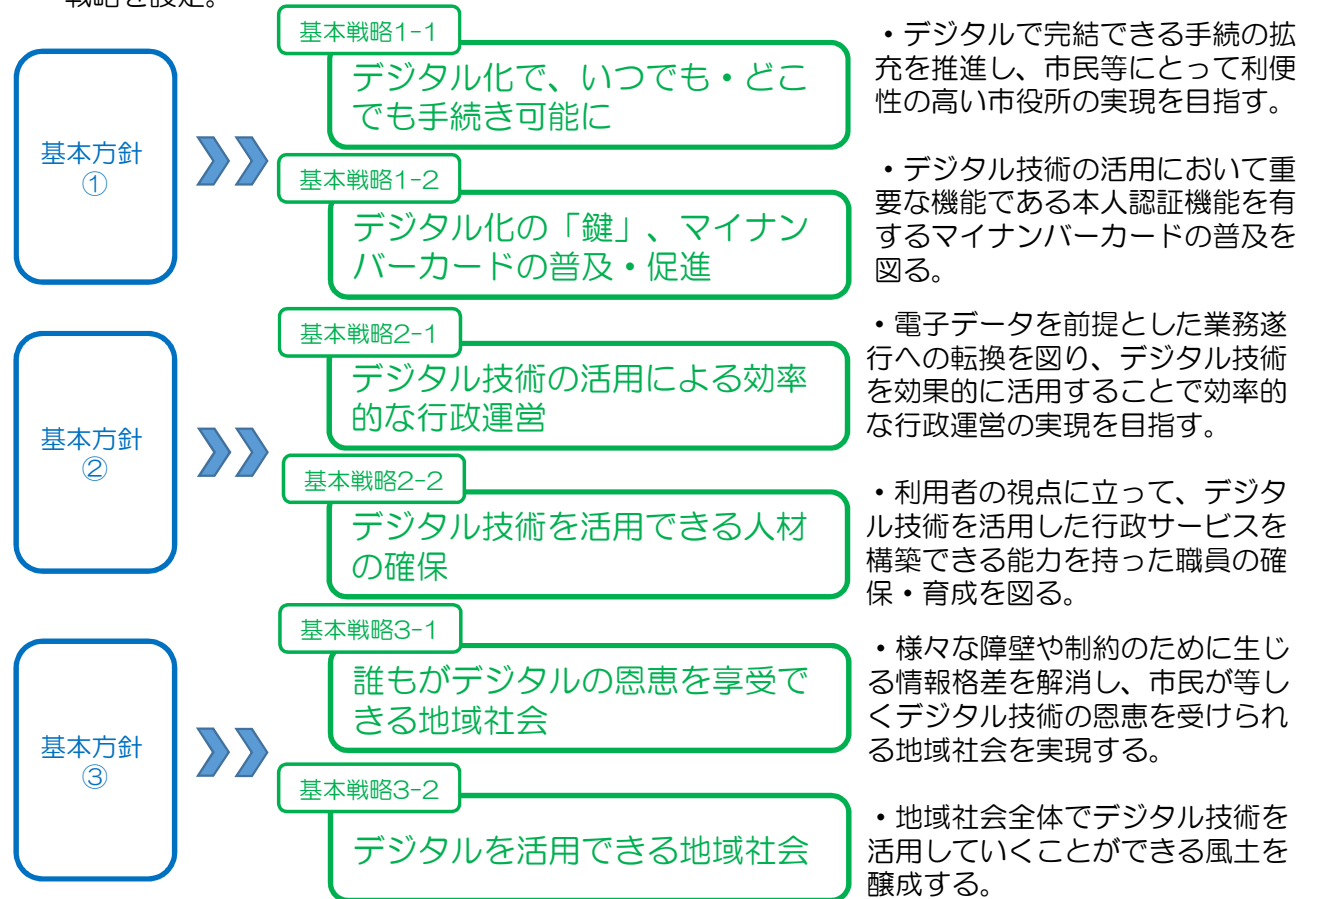 戦略を設定。
基本方針
①
基本戦略1-1
デジタル化で、いつでも・どこ
でも手続き可能に
・デジタルで完結できる手続の拡
充を推進し、市民等にとって利便
性の高い市役所の実現を目指す。
基本戦略1-2
デジタル化の「鍵」、マイナン
バーカードの普及・促進
・デジタル技術の活用において重
要な機能である本人認証機能を有
するマイナンバーカードの普及を
図る。
基本方針
②
基本戦略2-1
デジタル技術の活用による効率
的な行政運営
・電子データを前提とした業務遂
行への転換を図り、デジタル技術
を効果的に活用することで効率的
な行政運営の実現を目指す。
基本戦略2-2
デジタル技術を活用できる人材
の確保
・利用者の視点に立って、デジタ
ル技術を活用した行政サービスを
構築できる能力を持った職員の確
保・育成を図る。
基本方針
③
基本戦略3-1
誰もがデジタルの恩恵を享受で
きる地域社会
・様々な障壁や制約のために生じ
る情報格差を解消し、市民が等し
くデジタル技術の恩恵を受けられ
る地域社会を実現する。
基本戦略3-2
デジタルを活用できる地域社会
・地域社会全体でデジタル技術を
活用していくことができる風土を
醸成する。